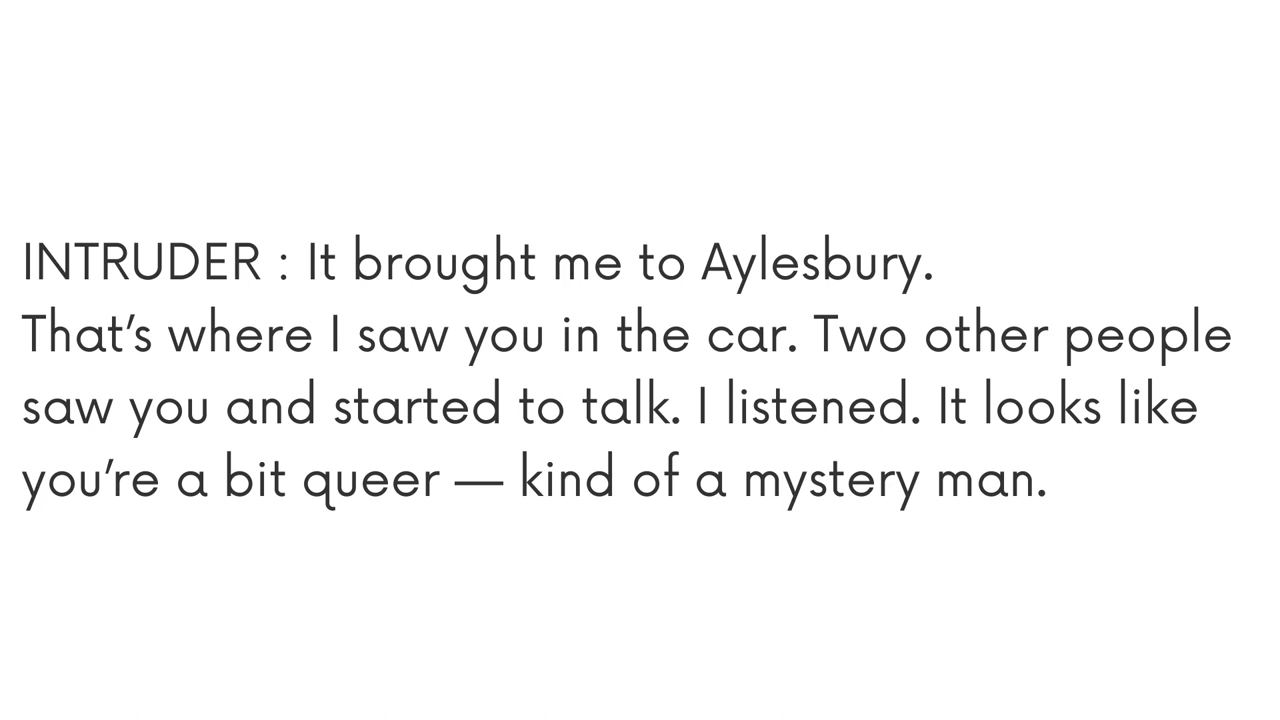 INTRUDER : It brought me to Aylesbury.
That’s where I saw you in the car. Two other people
saw you and started to talk. I listened. It looks like
you’re a bit queer — kind of a mystery man.